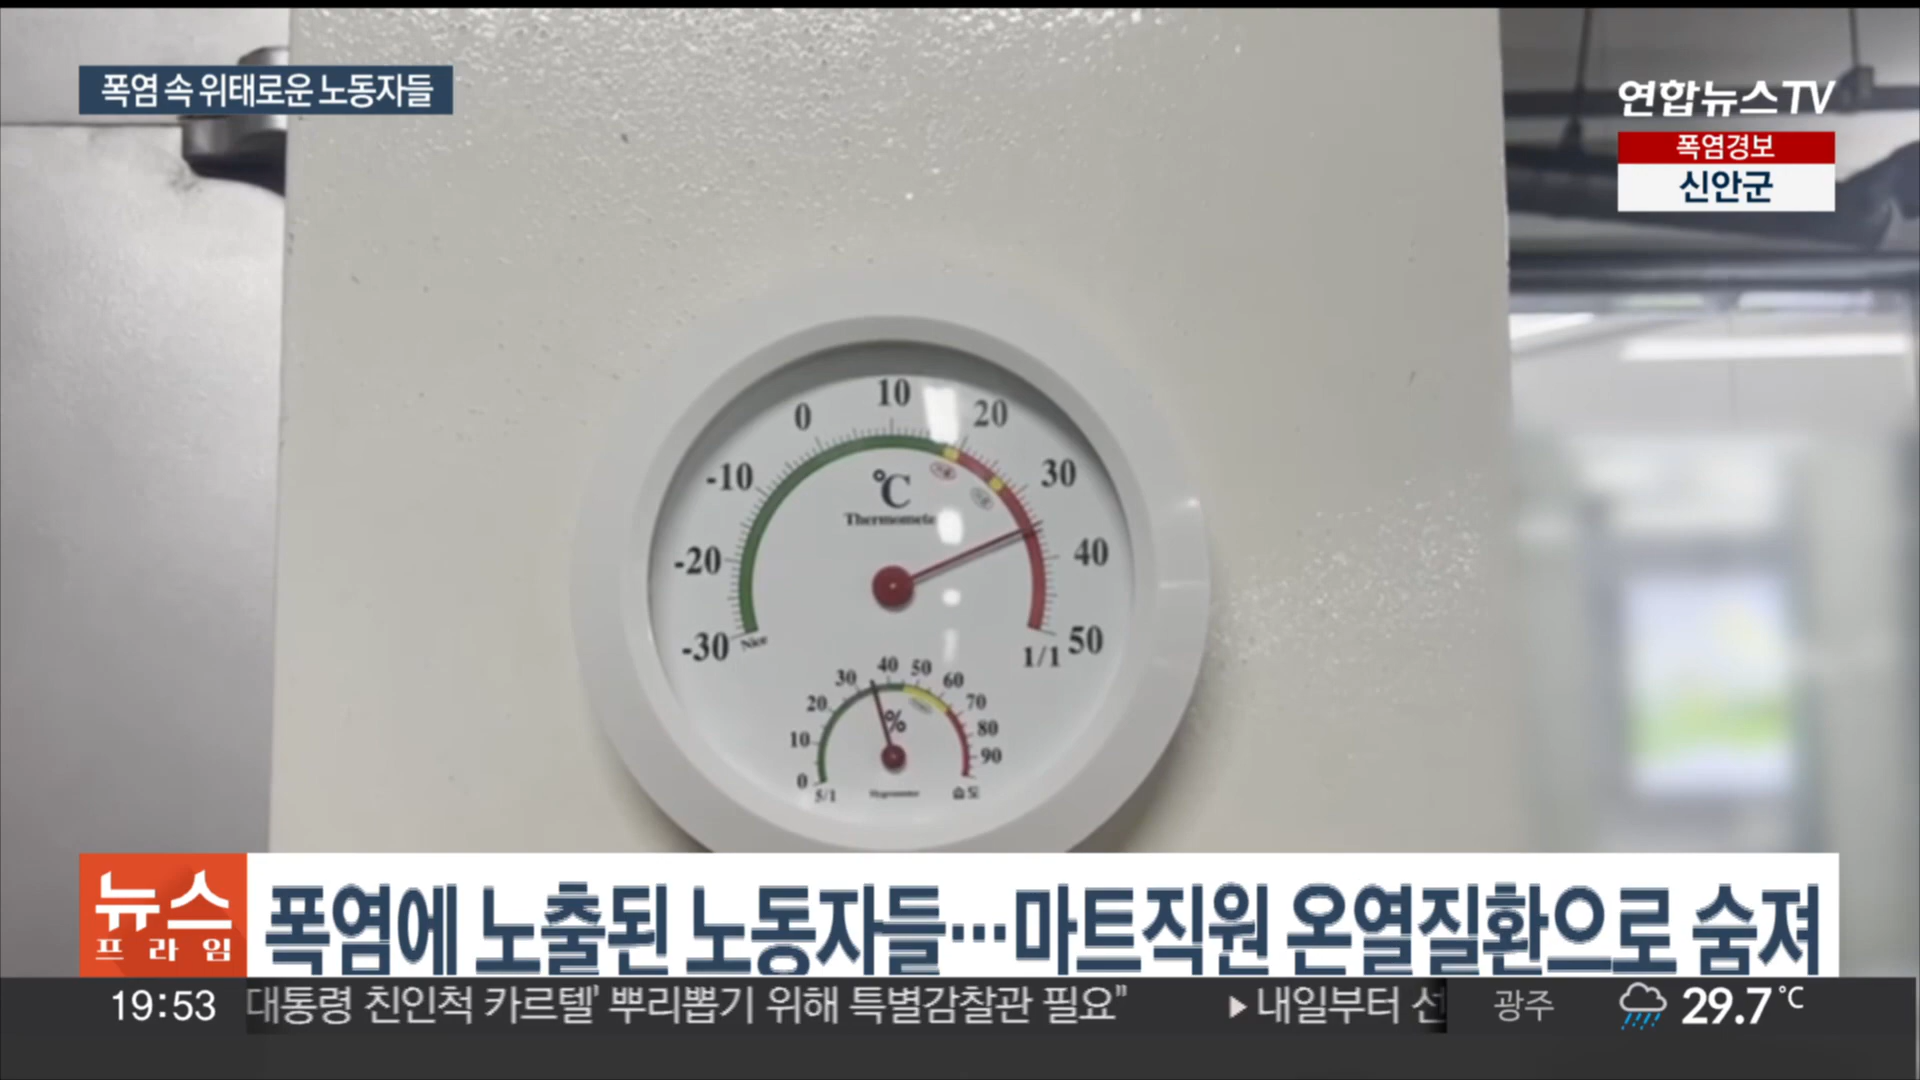 폭염 속 위태로운 노동자들
연합뉴스TV
폭염경보
신안군
-30 -20 -10 0 10 20 30 40 50
℃
Thermomete
Nice
1/1
0 10 20 30 40 50 60 70 80 90
%
5/1
습도
뉴스
프라임
폭염에 노출된 노동자들…마트직원 온열질환으로 숨져
19:53 대통령 친인척 카르텔' 뿌리뽑기 위해 특별감찰관 필요" ▶내일부터 선 광주 29.7℃